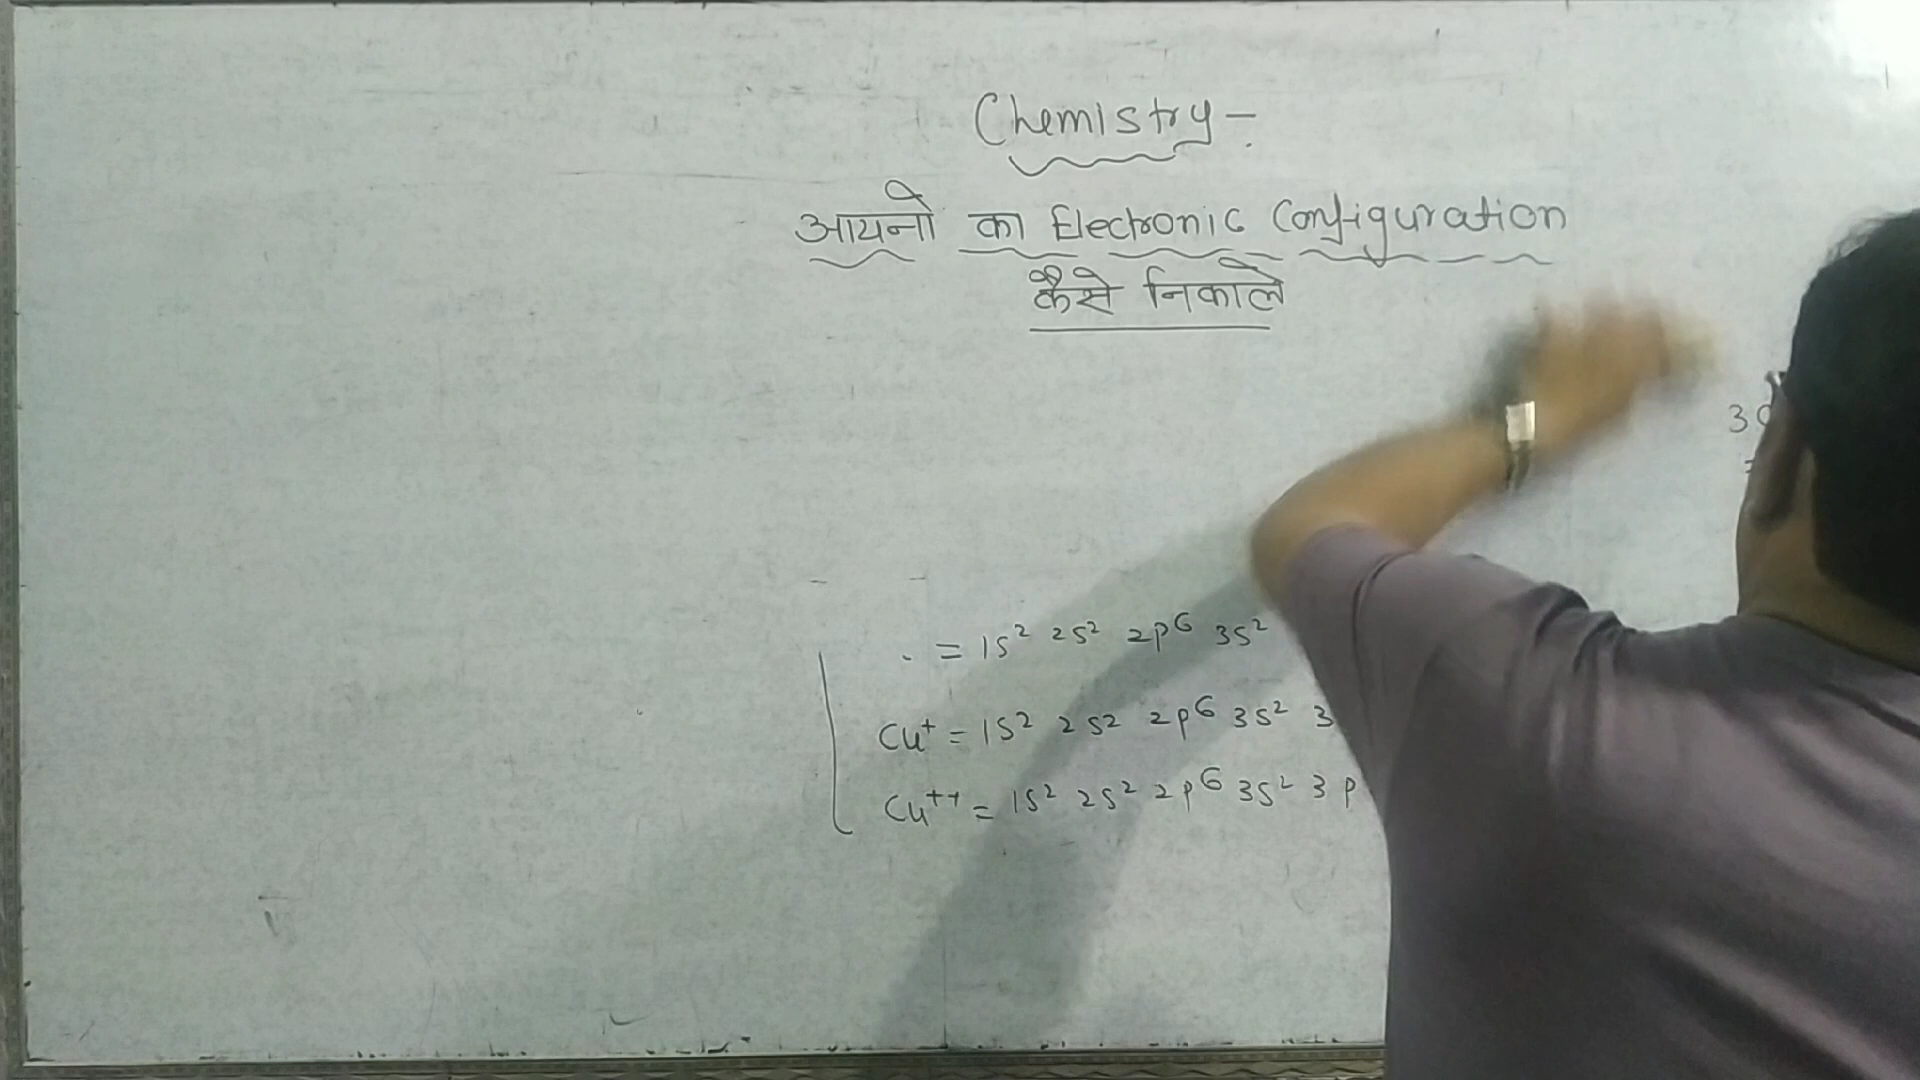 Chemistry -
आयनो का Electronic Configuration
कैसे निकाले
= 1s² 2s² 2p⁶ 3s²
Cu⁺ = 1s² 2s² 2p⁶ 3s² 3
Cu⁺⁺ = 1s² 2s² 2p⁶ 3s² 3p